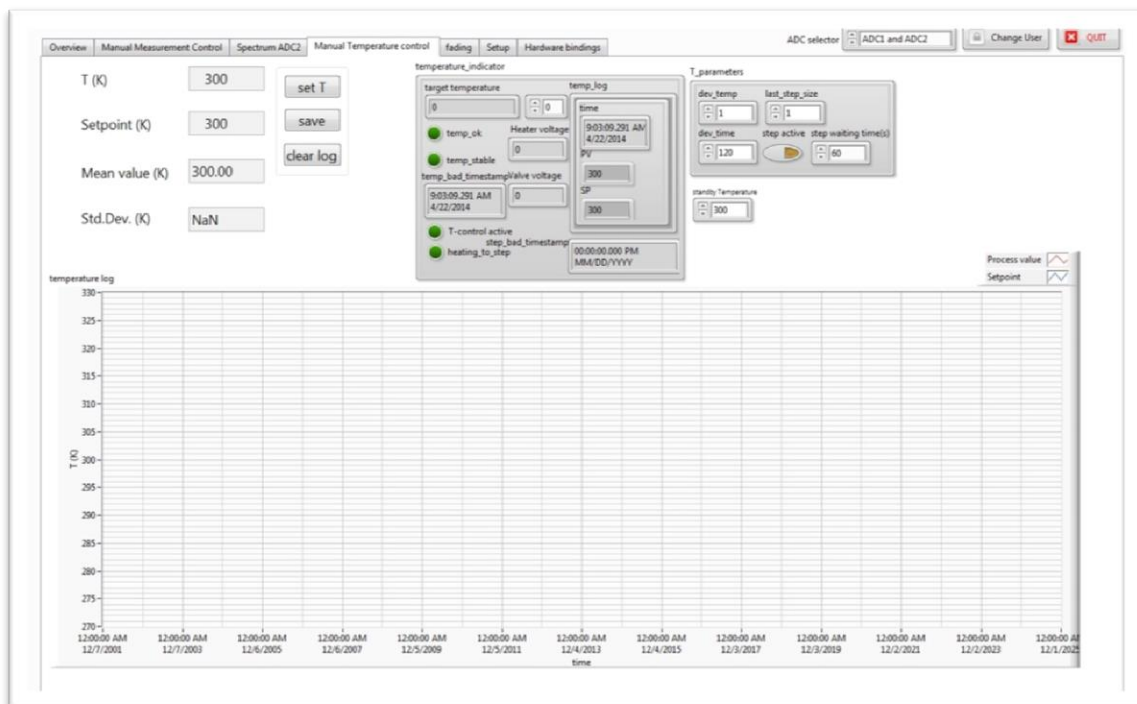 ADC selector ADC1 and ADC2 Change User QUIT
Overview Manual Measurement Control Spectrum ADC2 Manual Temperature control fading Setup Hardware bindings
T (K) 300
Setpoint (K) 300
Mean value (K) 300.00
Std.Dev. (K) NaN
set T
save
clear log
temperature_indicator
target temperature
0 0
temp_ok
temp_stable
Heater voltage
0
temp_bad_timestamp
9:03:09.291 AM
4/22/2014
Valve voltage
0
T-control active
heating_to_step
temp_log
time
9:03:09.291 AM
4/22/2014
PV
300
SP
300
step_bad_timestamp
00:00:00.000 PM
MM/DD/YYYY
T_parameters
dev_temp last_step_size
1 1
dev_time step active step waiting time(s)
120 60
standby Temperature
300
Process value
Setpoint
temperature log
T (K)
330
325
320
315
310
305
300
295
290
285
280
275
270
12:00:00 AM 12:00:00 AM 12:00:00 AM 12:00:00 AM 12:00:00 AM 12:00:00 AM 12:00:00 AM 12:00:00 AM 12:00:00 AM 12:00:00 AM 12:00:00 AM 12:00:00 AM 12:00:00 AM
12/7/2001 12/7/2003 12/6/2005 12/6/2007 12/5/2009 12/5/2011 12/4/2013 12/4/2015 12/3/2017 12/3/2019 12/2/2021 12/2/2023 12/1/2025
time